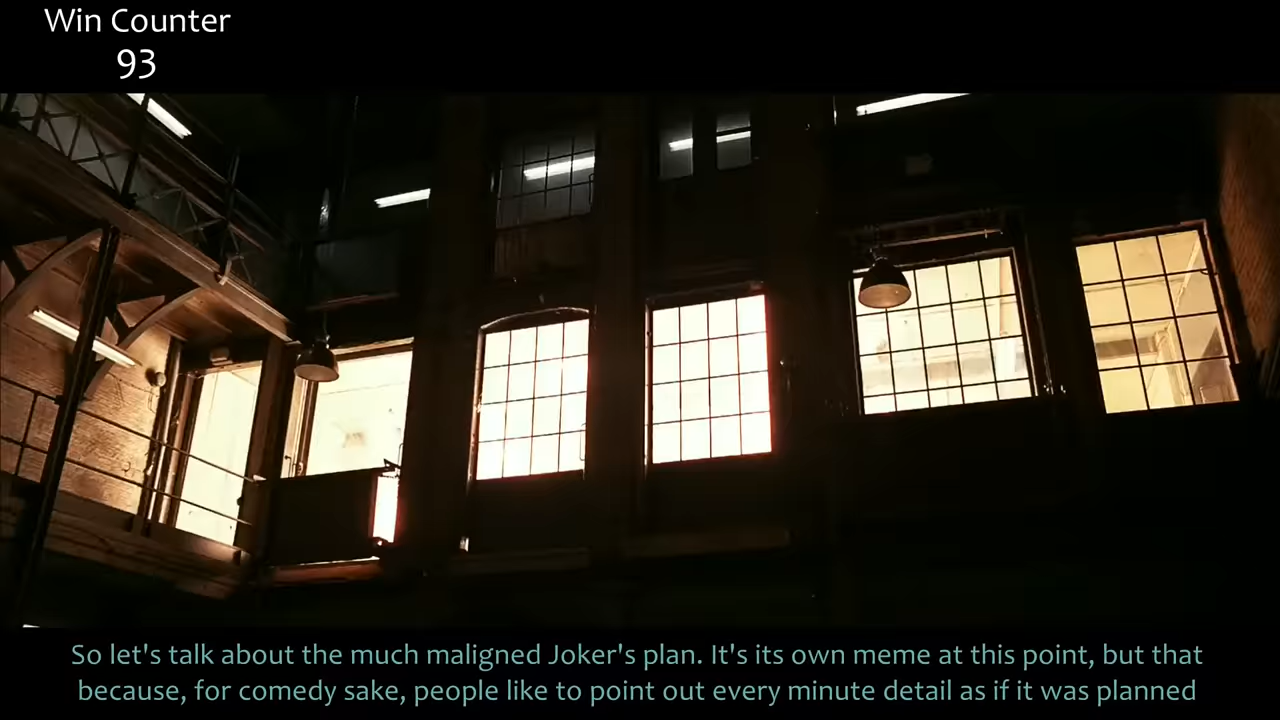 Win Counter
93
So let's talk about the much maligned Joker's plan. It's its own meme at this point, but that
because, for comedy sake, people like to point out every minute detail as if it was planned